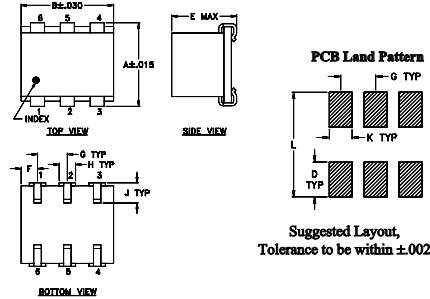 B±.030
6 5 4
A±.015
1 2 3
INDEX
TOP VIEW
E MAX
SIDE VIEW
G TYP
H TYP
F
1 2 3
J TYP
6 5 4
BOTTOM VIEW
PCB Land Pattern
G TYP
K TYP
L
D
TYP
Suggested Layout,
Tolerance to be within ±.002